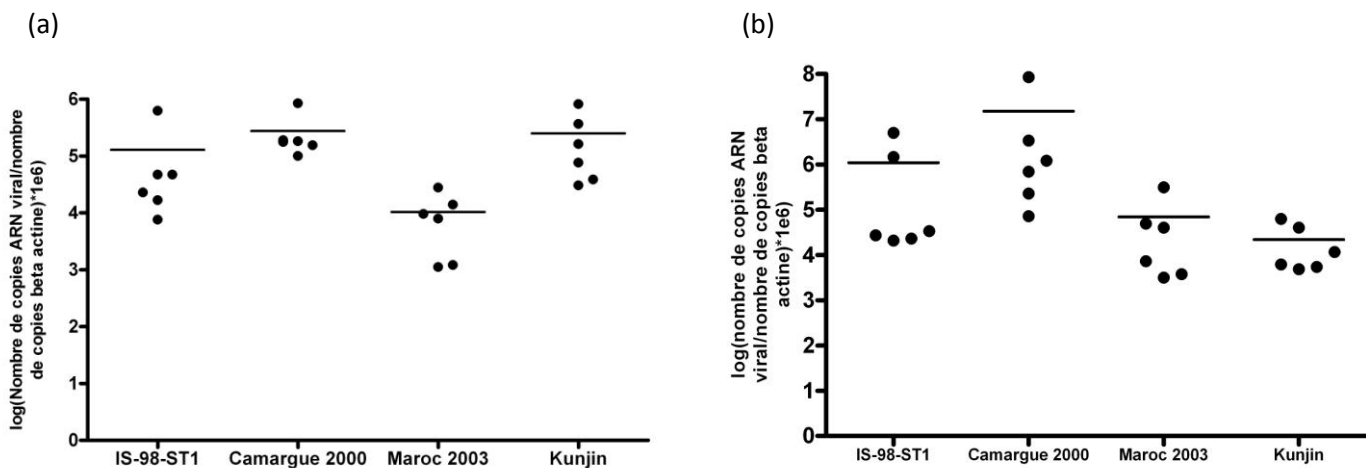 (a)
log(Nombre de copies ARN viral/nombre
de copies beta actine)*1e6)
6
5
4
3
2
1
0
IS-98-ST1 Camargue 2000 Maroc 2003 Kunjin
(b)
log(nombre de copies ARN
viral/nombre de copies beta
actine)*1e6)
8
7
6
5
4
3
2
1
0
IS-98-ST1 Camargue 2000 Maroc 2003 Kunjin